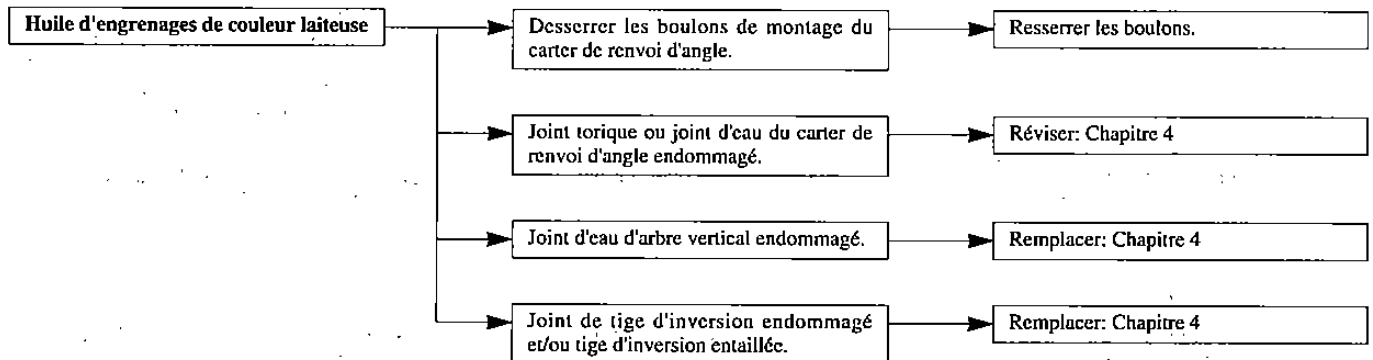 Huile d'engrenages de couleur laiteuse
Desserrer les boulons de montage du
carter de renvoi d'angle.
Resserrer les boulons.
Joint torique ou joint d'eau du carter de
renvoi d'angle endommagé.
Réviser: Chapitre 4
Joint d'eau d'arbre vertical endommagé.
Remplacer: Chapitre 4
Joint de tige d'inversion endommagé
et/ou tige d'inversion entaillée.
Remplacer: Chapitre 4